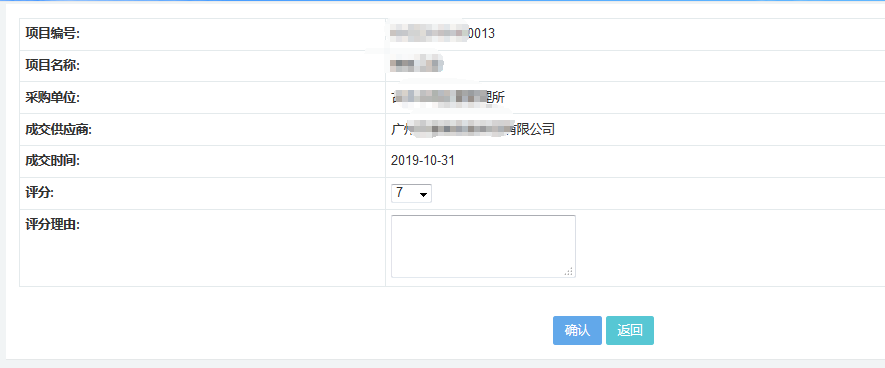 项目编号: 0013
项目名称:
采购单位: 理所
成交供应商: 广州 有限公司
成交时间: 2019-10-31
评分: 7
评分理由:
确认 返回